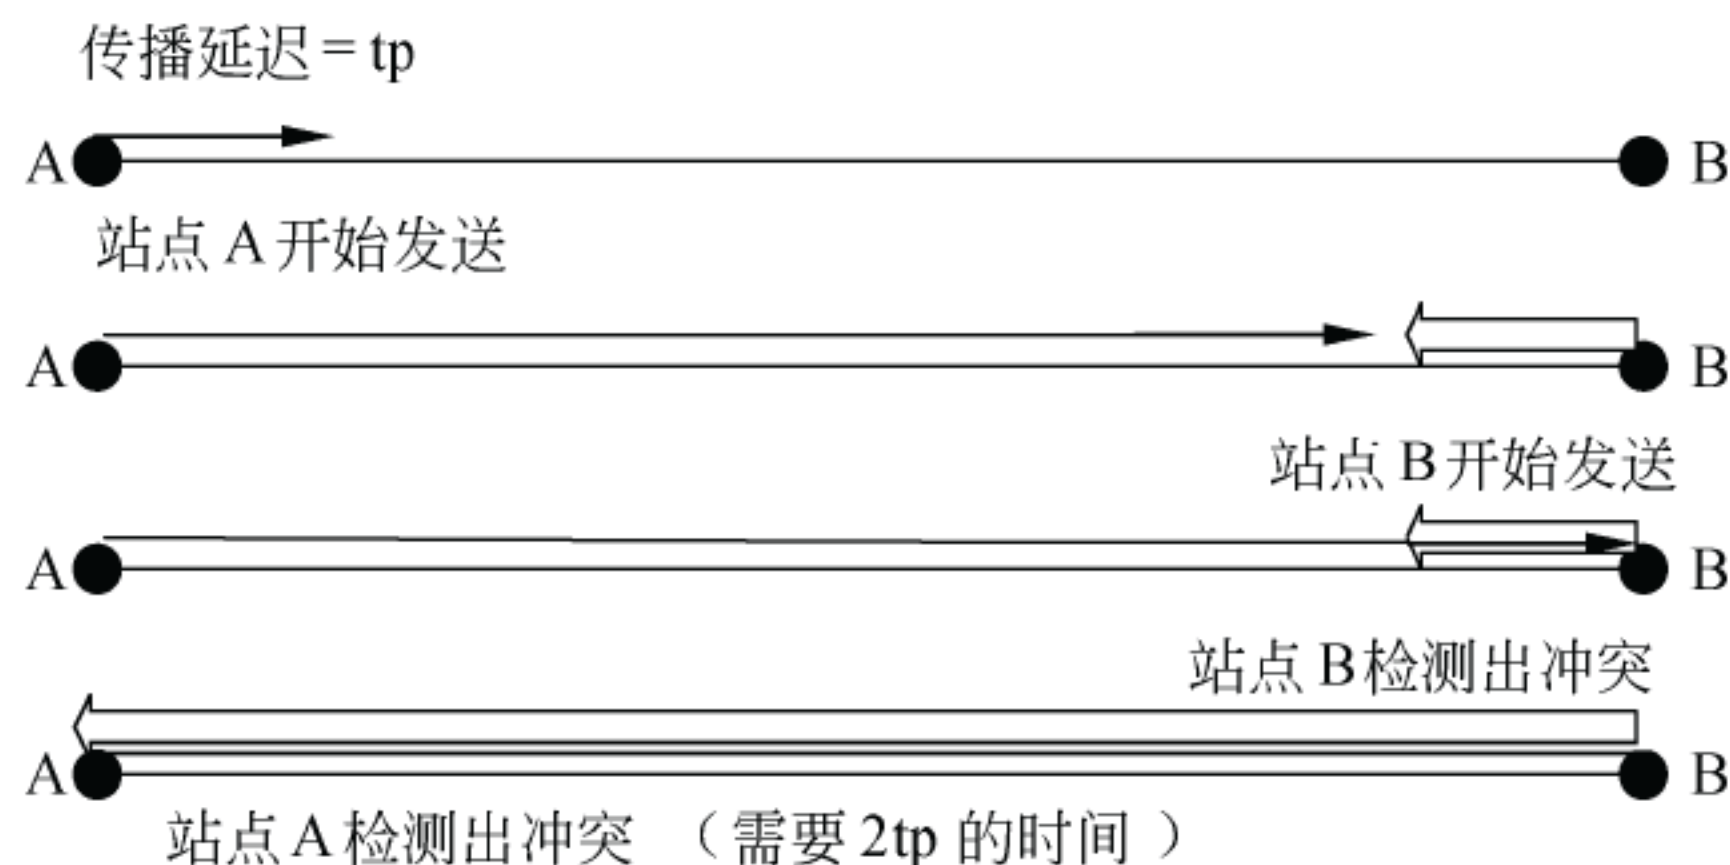 传播延迟 = tp
A B
站点 A 开始发送
A B
站点 B 开始发送
A B
站点 B 检测出冲突
A B
站点 A 检测出冲突 （需要 2tp 的时间 ）